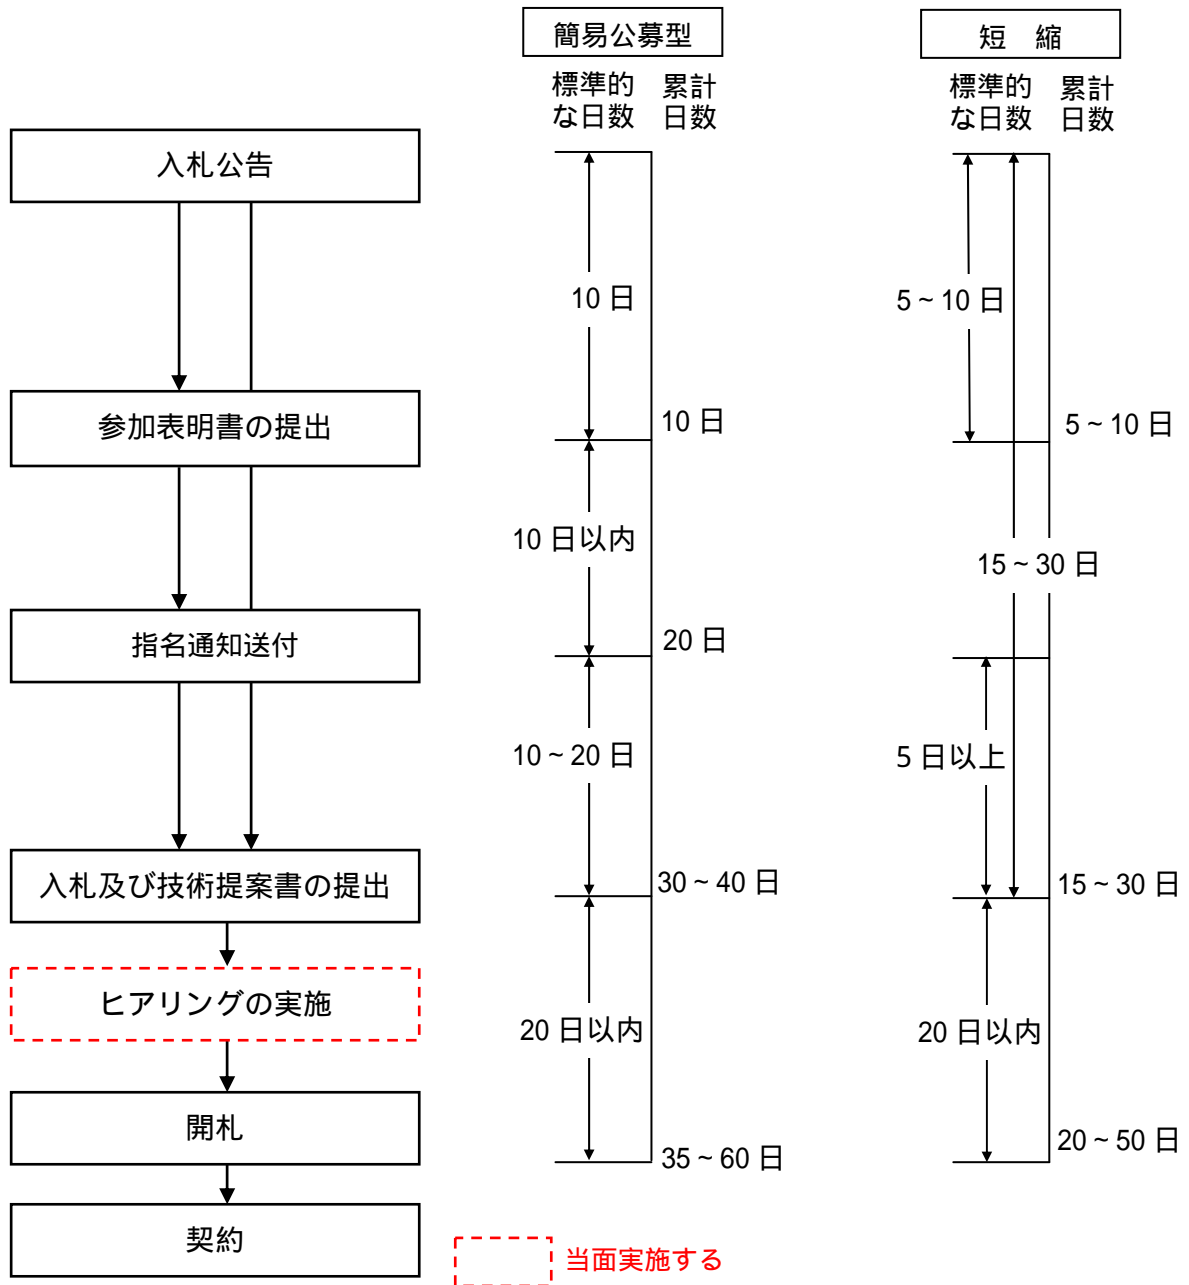 簡易公募型
短　縮
標準的 累計
な日数 日数
標準的 累計
な日数 日数
入札公告
10 日
5 ~ 10 日
参加表明書の提出
10 日
5 ~ 10 日
10 日以内
15 ~ 30 日
指名通知送付
20 日
10 ~ 20 日
5 日以上
入札及び技術提案書の提出
30 ~ 40 日
15 ~ 30 日
ヒアリングの実施
20 日以内
20 日以内
開札
35 ~ 60 日
20 ~ 50 日
契約
当面実施する